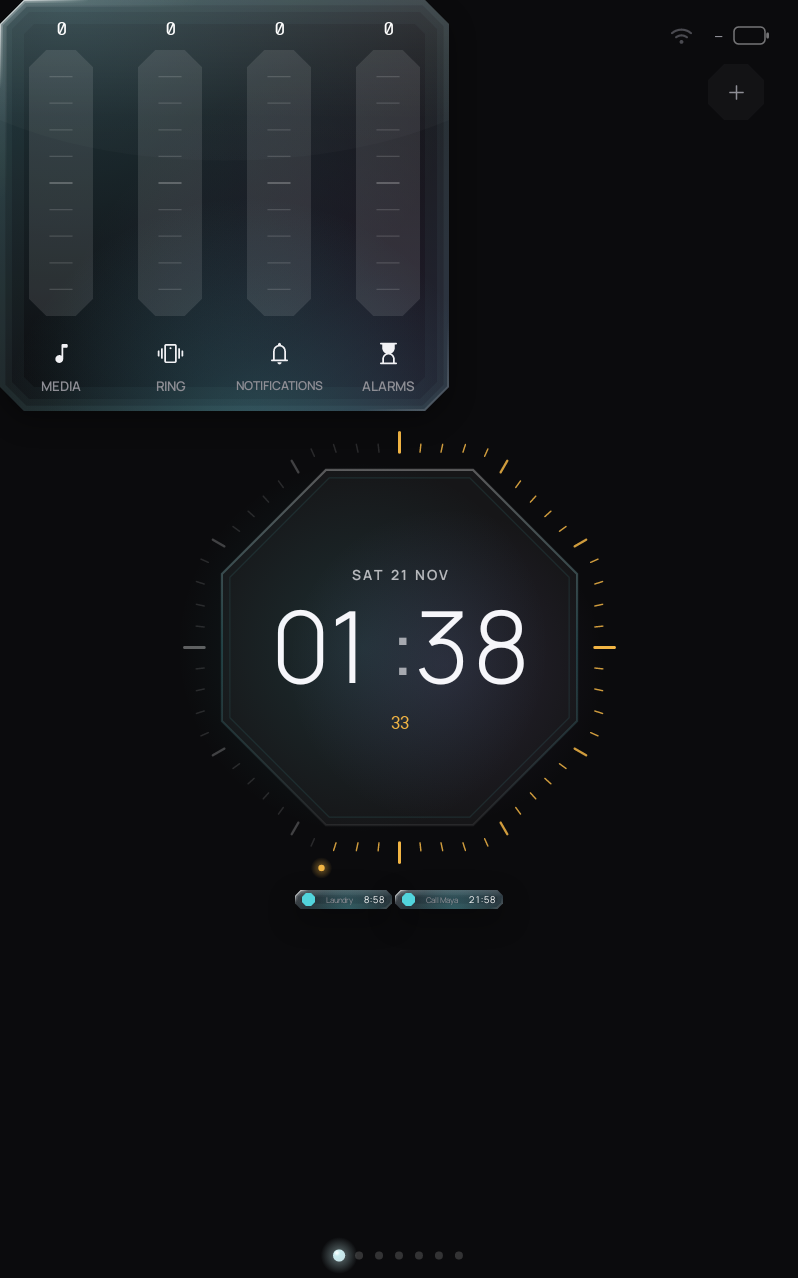 0 0 0 0
–
+
MEDIA RING NOTIFICATIONS ALARMS
SAT 21 NOV
01:38
33
Laundry 8:58 Call Maya 21:58